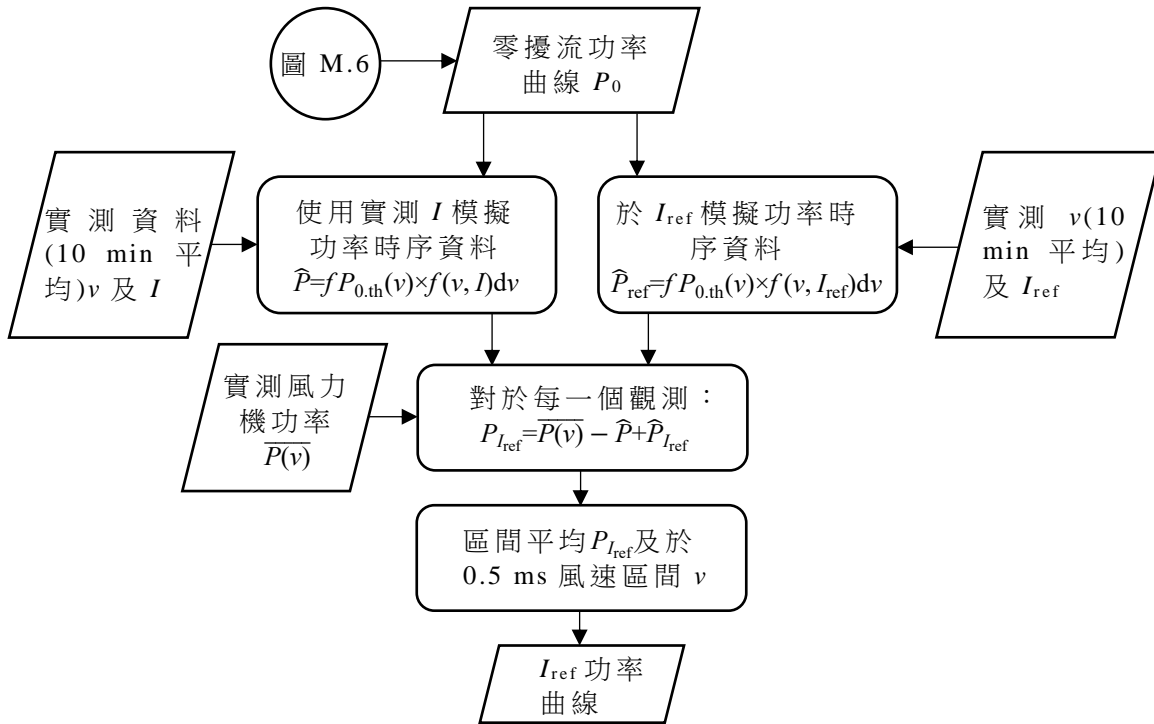 圖 M.6
零擾流功率
曲線 P₀
實測資料
(10 min 平
均)v 及 I
使用實測 I 模擬
功率時序資料
P̂=fP₀.th(v)×f(v, I)dv
於 Iref 模擬功率時
序資料
P̂ref=fP₀.th(v)×f(v, Iref)dv
實測 v(10
min 平均)
及 Iref
實測風力
機功率
P(v)
對於每一個觀測：
PIref=P(v) − P̂+P̂Iref
區間平均PIref及於
0.5 ms 風速區間 v
Iref 功率
曲線